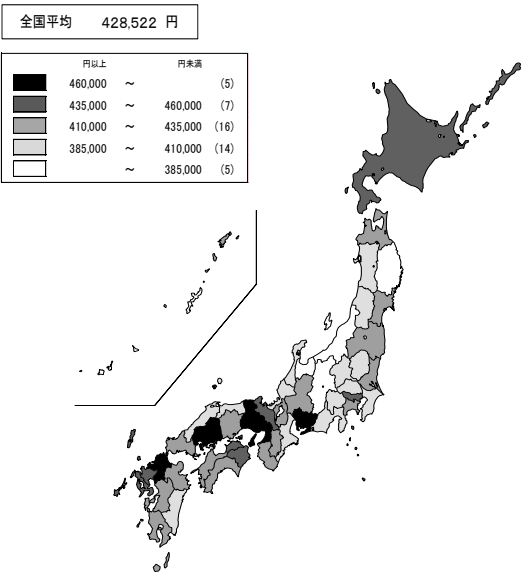 全国平均 428,522 円
円以上 円未満
460,000 ～ (5)
435,000 ～ 460,000 (7)
410,000 ～ 435,000 (16)
385,000 ～ 410,000 (14)
～ 385,000 (5)